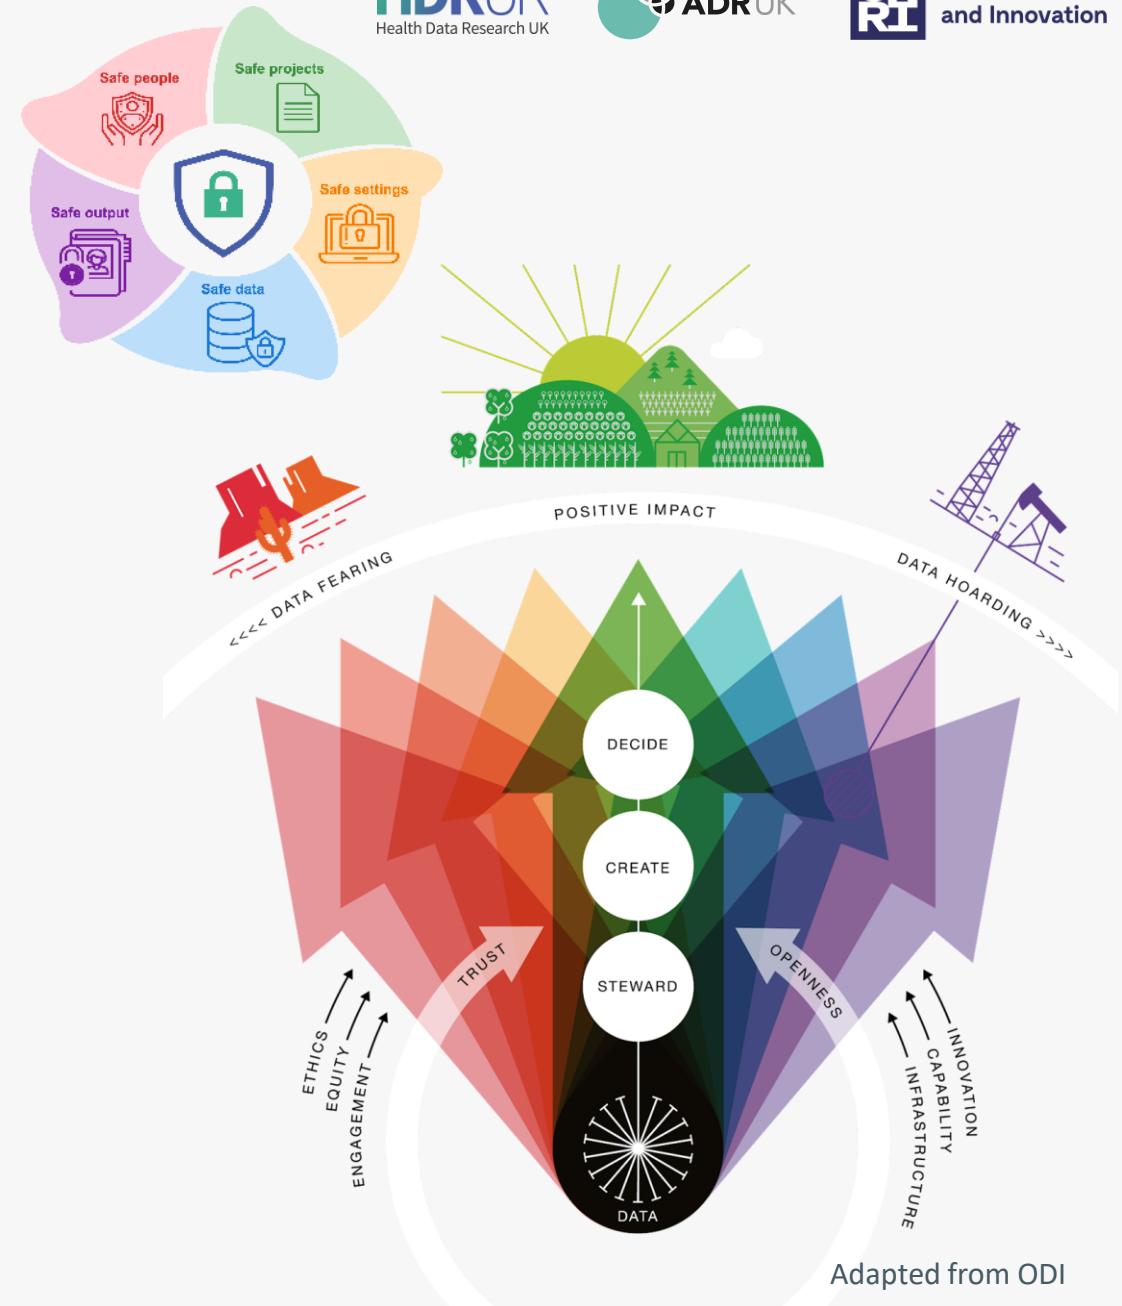 HDRUK
Health Data Research UK
ADR UK
RI
and Innovation
Safe people
Safe projects
Safe settings
Safe output
Safe data
POSITIVE IMPACT
<<<< DATA FEARING
DATA HOARDING >>>>
DECIDE
CREATE
STEWARD
TRUST
OPENNESS
ETHICS
EQUITY
ENGAGEMENT
INNOVATION
CAPABILITY
INFRASTRUCTURE
DATA
Adapted from ODI